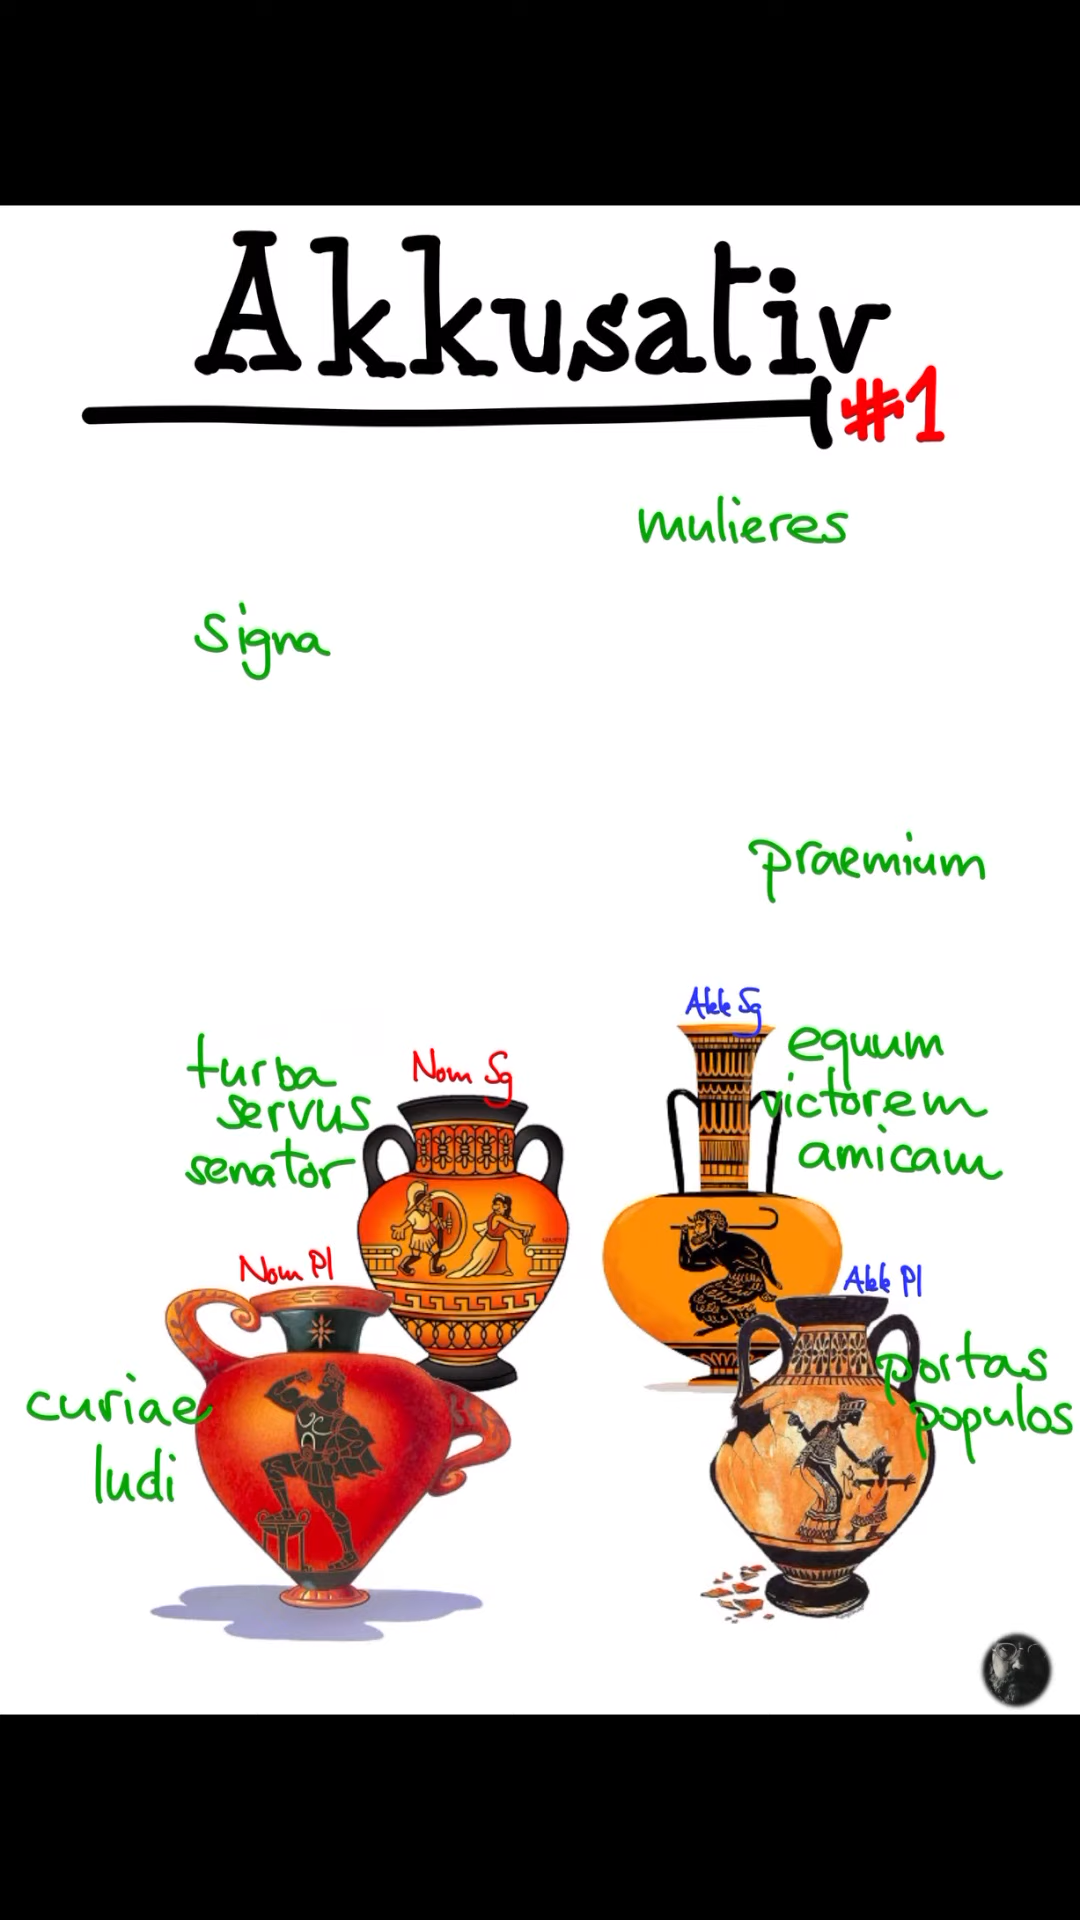 Akkusativ
#1
mulieres
signa
praemium
Akk Sg
equum
victorem
amicam
turba
servus
senator
Nom Sg
Nom Pl
Akk Pl
curiae
ludi
portas
populos